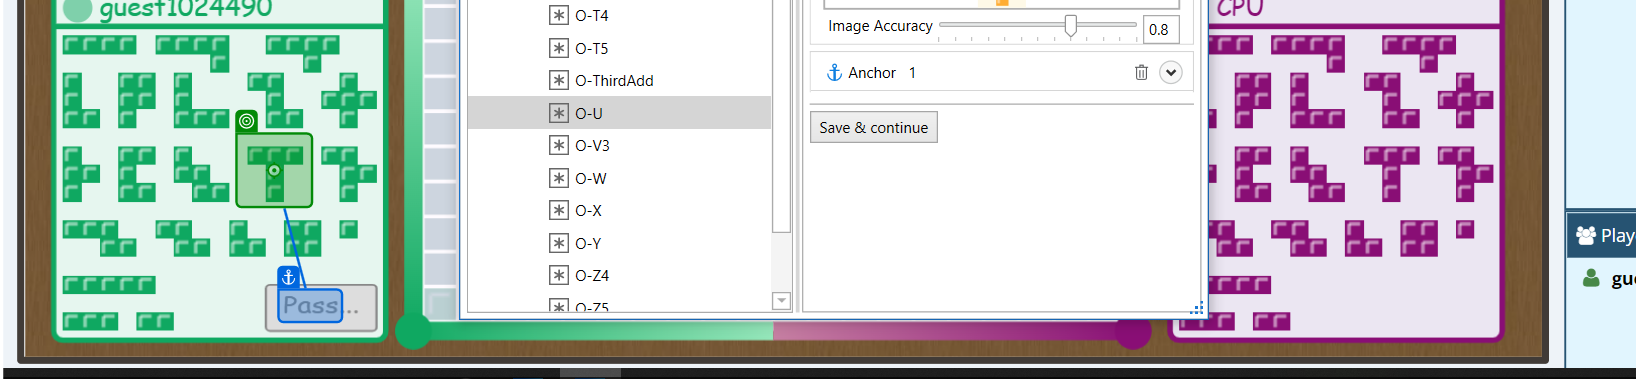 guest1024490
Pass...
O-T4
O-T5
O-ThirdAdd
O-U
O-V3
O-W
O-X
O-Y
O-Z4
O-Z5
Image Accuracy
0.8
Anchor 1
Save & continue
CPU
Play
gu